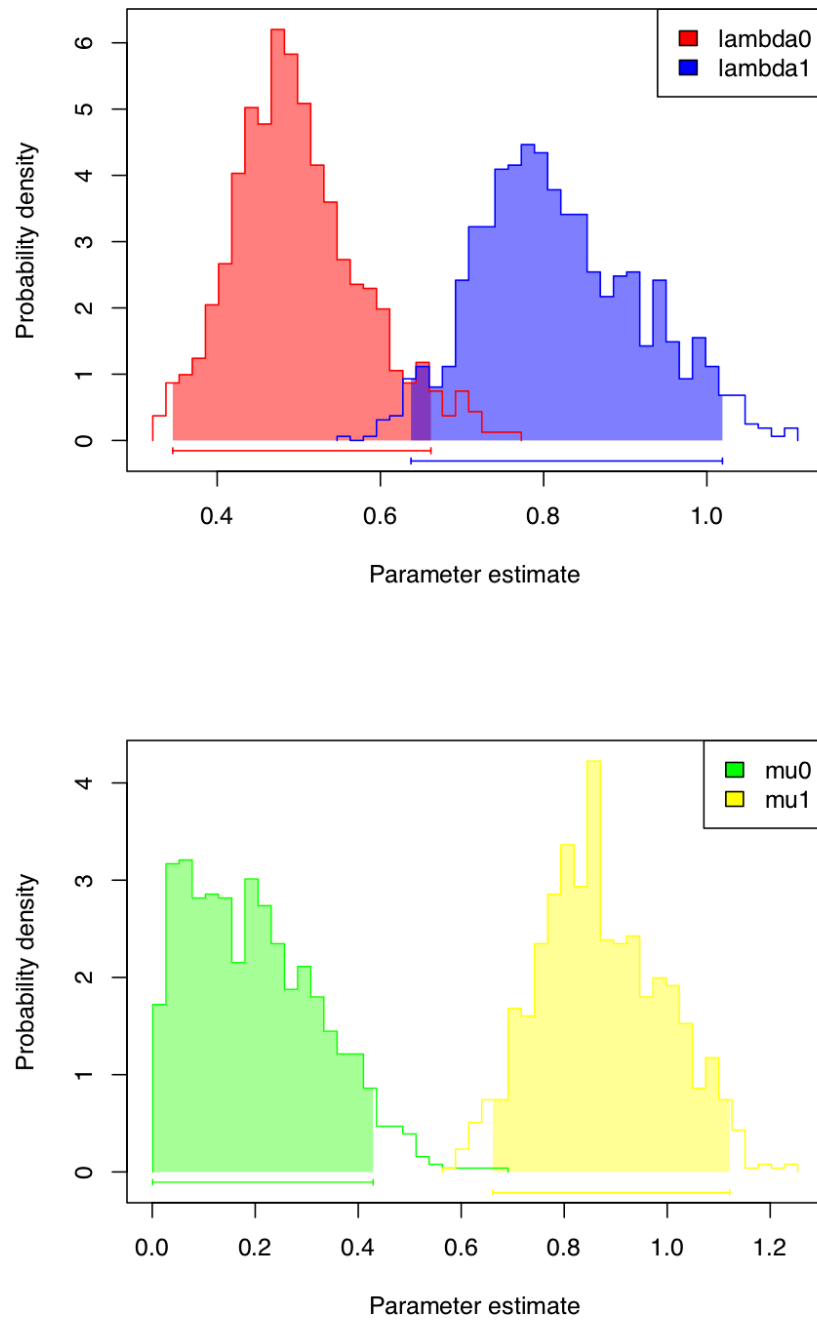 lambda0
lambda1
Probability density
6
5
4
3
2
1
0
0.4 0.6 0.8 1.0
Parameter estimate
mu0
mu1
Probability density
4
3
2
1
0
0.0 0.2 0.4 0.6 0.8 1.0 1.2
Parameter estimate